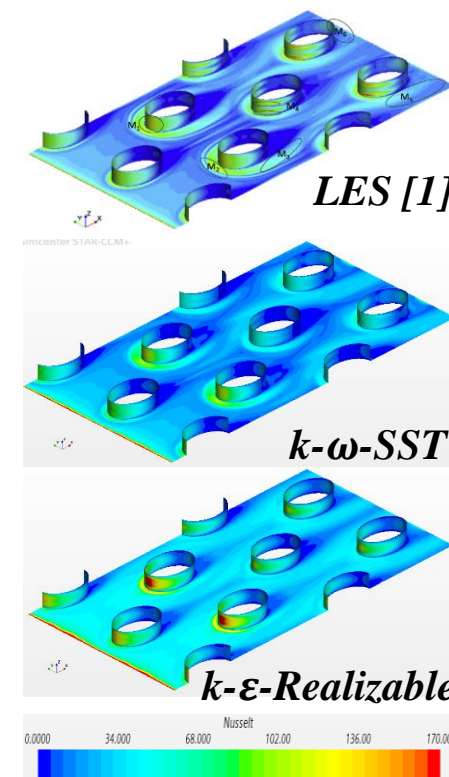 M6
M5
M4
M1
M3
M2
LES [1]
Y Z X
Simcenter STAR-CCM+
k-ω-SST
k-ε-Realizable
Nusselt
0.0000 34.000 68.000 102.00 136.00 170.00